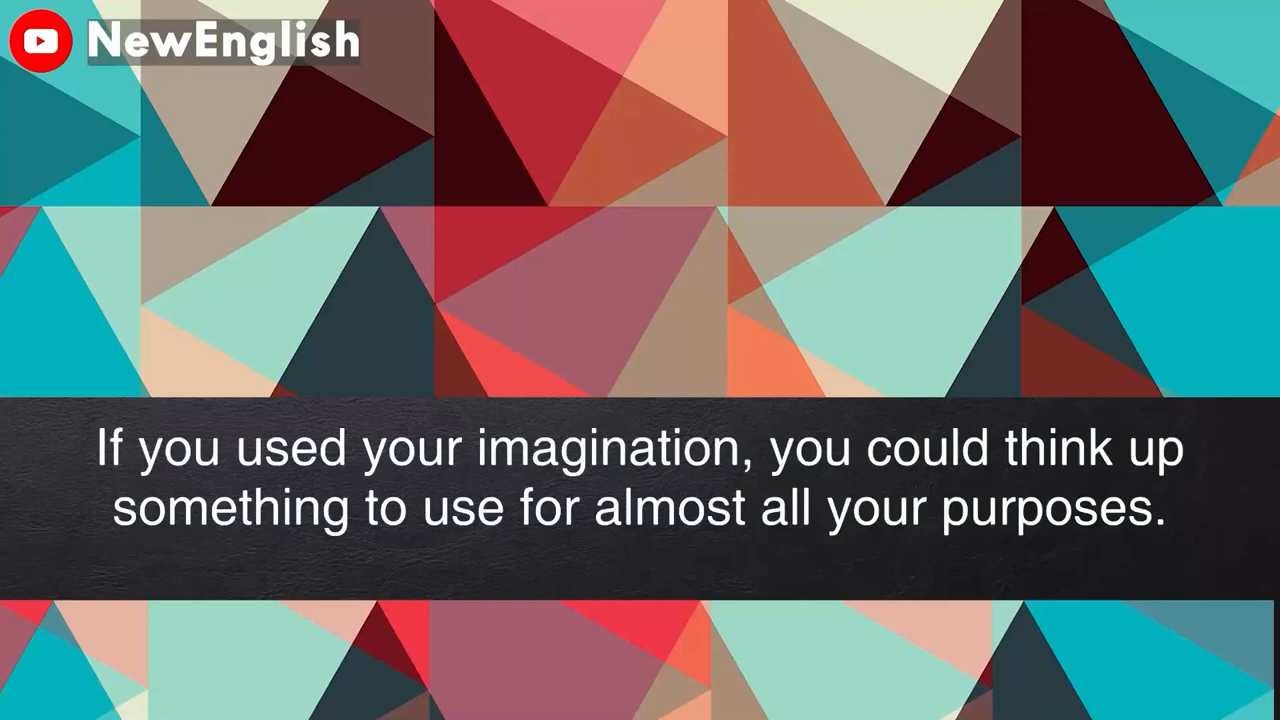 NewEnglish
If you used your imagination, you could think up
something to use for almost all your purposes.